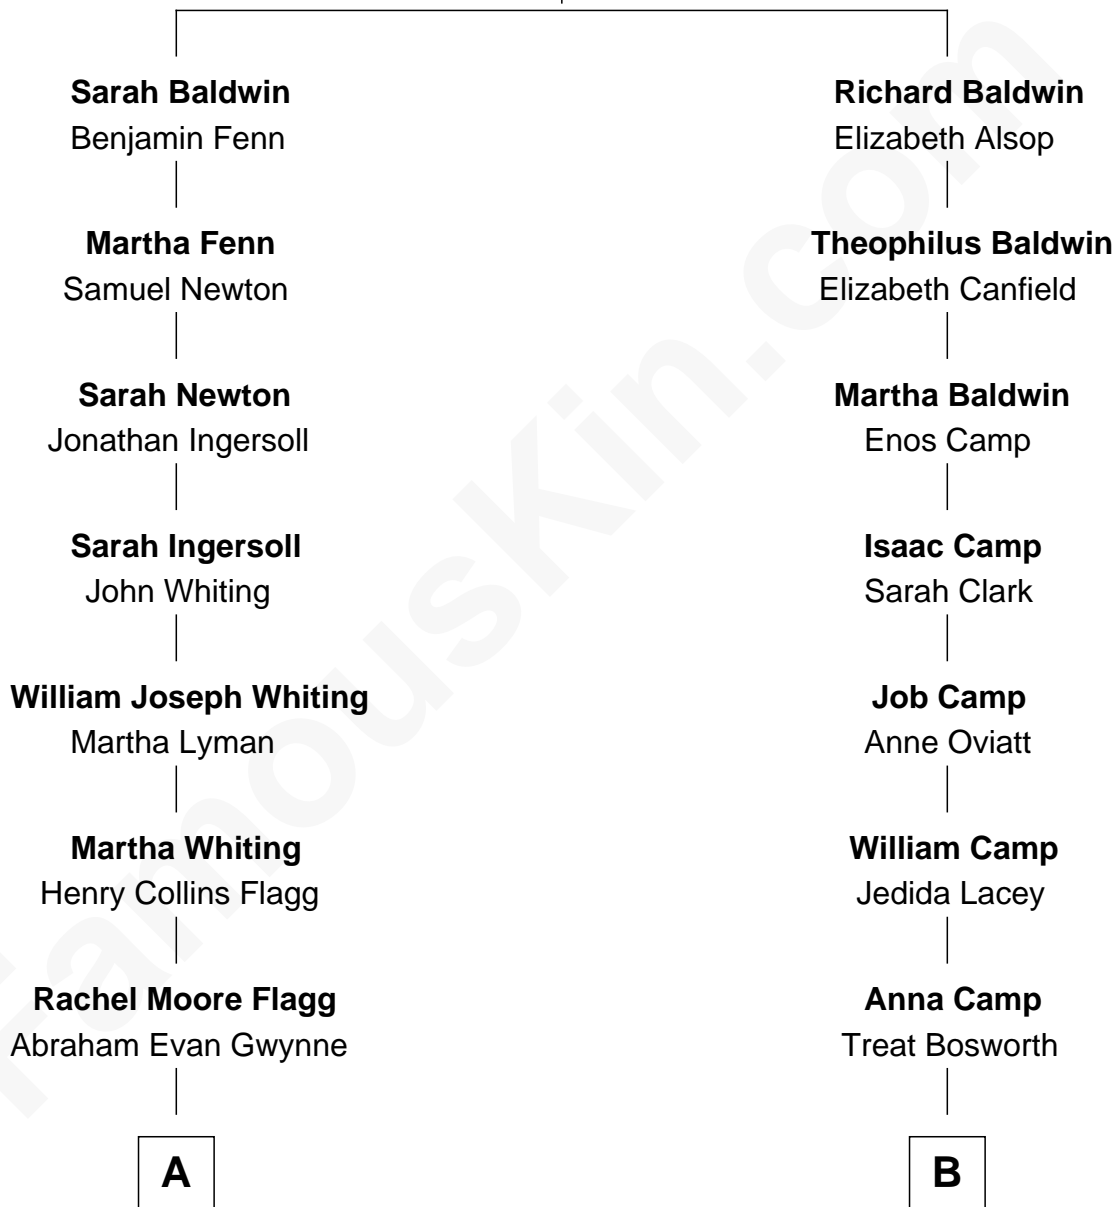 Sarah Baldwin
Benjamin Fenn
Martha Fenn
Samuel Newton
Sarah Newton
Jonathan Ingersoll
Sarah Ingersoll
John Whiting
William Joseph Whiting
Martha Lyman
Martha Whiting
Henry Collins Flagg
Rachel Moore Flagg
Abraham Evan Gwynne
A
Richard Baldwin
Elizabeth Alsop
Theophilus Baldwin
Elizabeth Canfield
Martha Baldwin
Enos Camp
Isaac Camp
Sarah Clark
Job Camp
Anne Oviatt
William Camp
Jedida Lacey
Anna Camp
Treat Bosworth
B
FamousKin.com